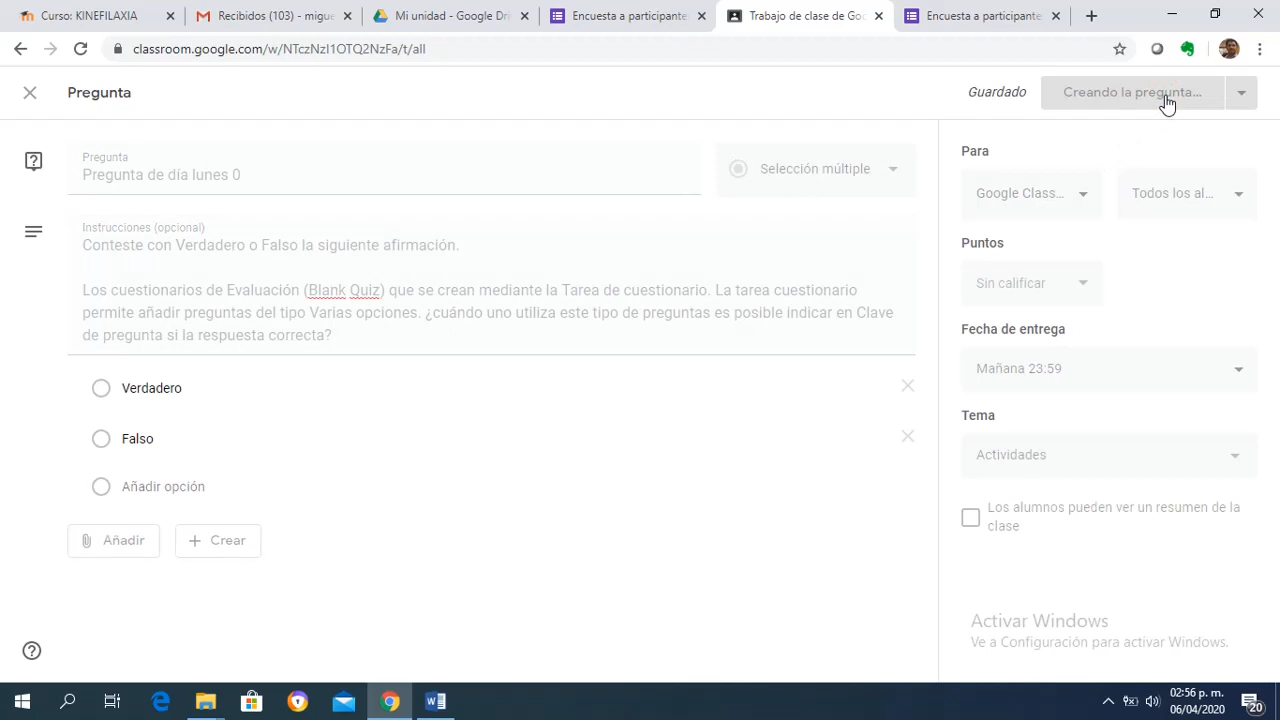 Curso: KINEFILAXIA
Recibidos (103) - migue
Mi unidad - Google Dri
Encuesta a participante
Trabajo de clase de Goo
Encuesta a participante
classroom.google.com/w/NTczNzI1OTQ2NzFa/t/all
Pregunta
Guardado
Creando la pregunta...
Pregunta
Pregunta de día lunes 0
Selección múltiple
Instrucciones (opcional)
Conteste con Verdadero o Falso la siguiente afirmación.
Los cuestionarios de Evaluación (Blank Quiz) que se crean mediante la Tarea de cuestionario. La tarea cuestionario
permite añadir preguntas del tipo Varias opciones. ¿cuándo uno utiliza este tipo de preguntas es posible indicar en Clave
de pregunta si la respuesta correcta?
Verdadero
Falso
Añadir opción
Añadir
Crear
Para
Google Class...
Todos los al...
Puntos
Sin calificar
Fecha de entrega
Mañana 23:59
Tema
Actividades
Los alumnos pueden ver un resumen de la
clase
Activar Windows
Ve a Configuración para activar Windows.
02:56 p. m.
06/04/2020
20